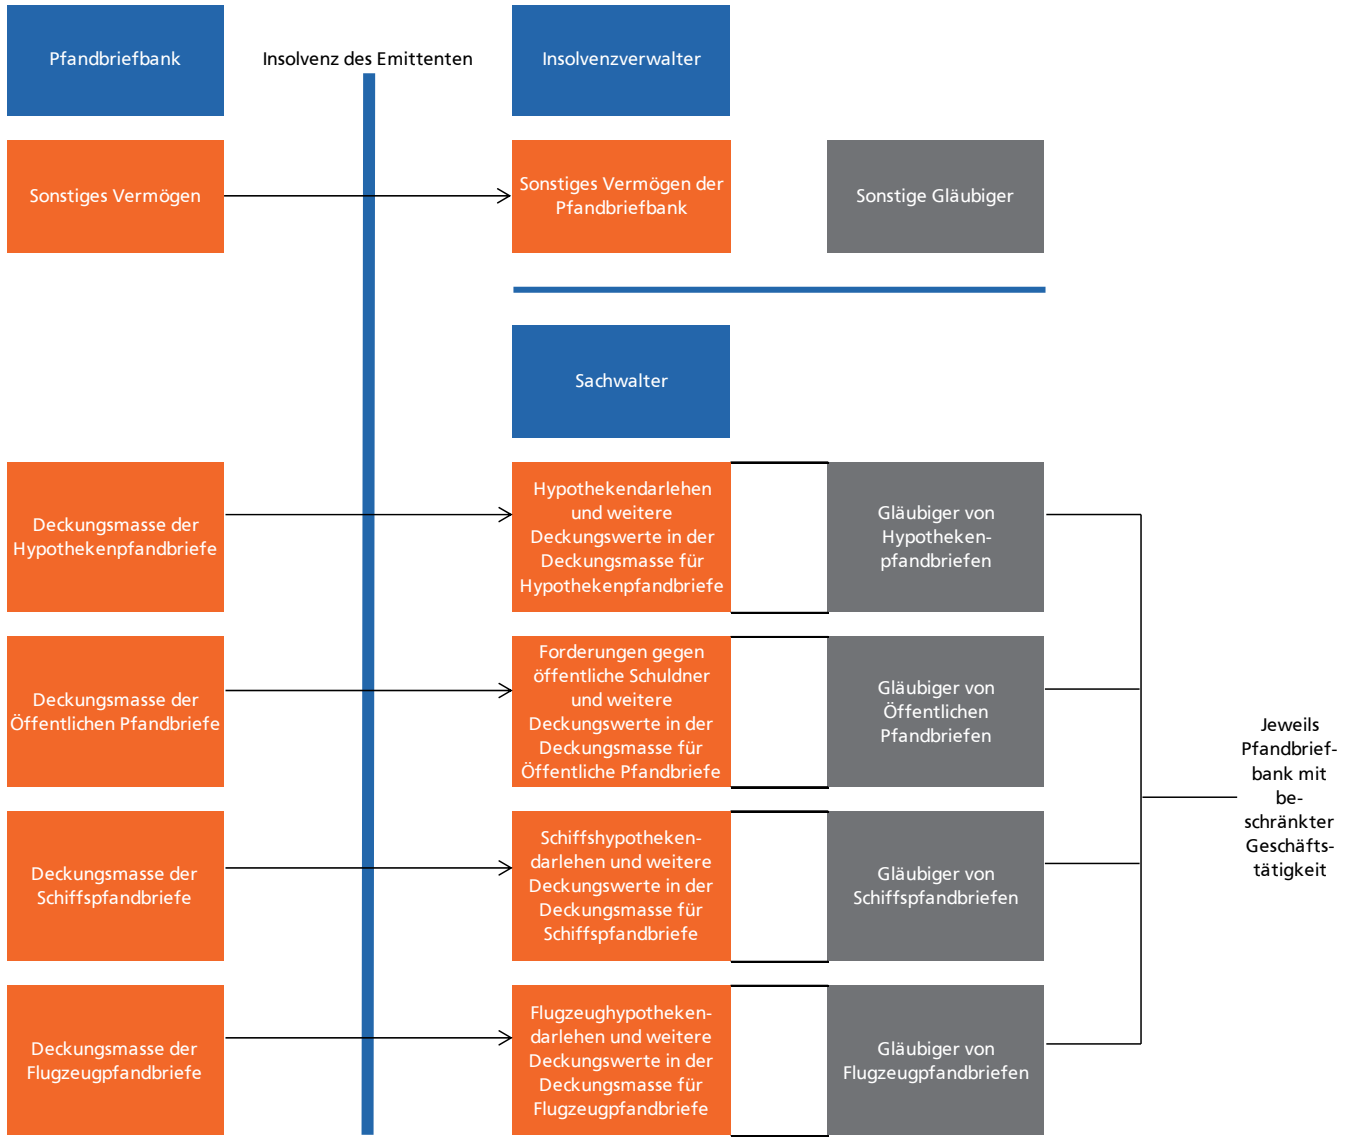 Pfandbriefbank
Insolvenz des Emittenten
Insolvenzverwalter
Sonstiges Vermögen
Sonstiges Vermögen der
Pfandbriefbank
Sonstige Gläubiger
Sachwalter
Deckungsmasse der
Hypothekenpfandbriefe
Hypothekendarlehen
und weitere
Deckungswerte in der
Deckungsmasse für
Hypothekenpfandbriefe
Gläubiger von
Hypotheken-
pfandbriefen
Deckungsmasse der
Öffentlichen Pfandbriefe
Forderungen gegen
öffentliche Schuldner
und weitere
Deckungswerte in der
Deckungsmasse für
Öffentliche Pfandbriefe
Gläubiger von
Öffentlichen
Pfandbriefen
Jeweils
Pfandbrief-
bank mit
be-
schränkter
Geschäfts-
tätigkeit
Deckungsmasse der
Schiffspfandbriefe
Schiffshypotheken-
darlehen und weitere
Deckungswerte in der
Deckungsmasse für
Schiffspfandbriefe
Gläubiger von
Schiffspfandbriefen
Deckungsmasse der
Flugzeugpfandbriefe
Flugzeughypotheken-
darlehen und weitere
Deckungswerte in der
Deckungsmasse für
Flugzeugpfandbriefe
Gläubiger von
Flugzeugpfandbriefen